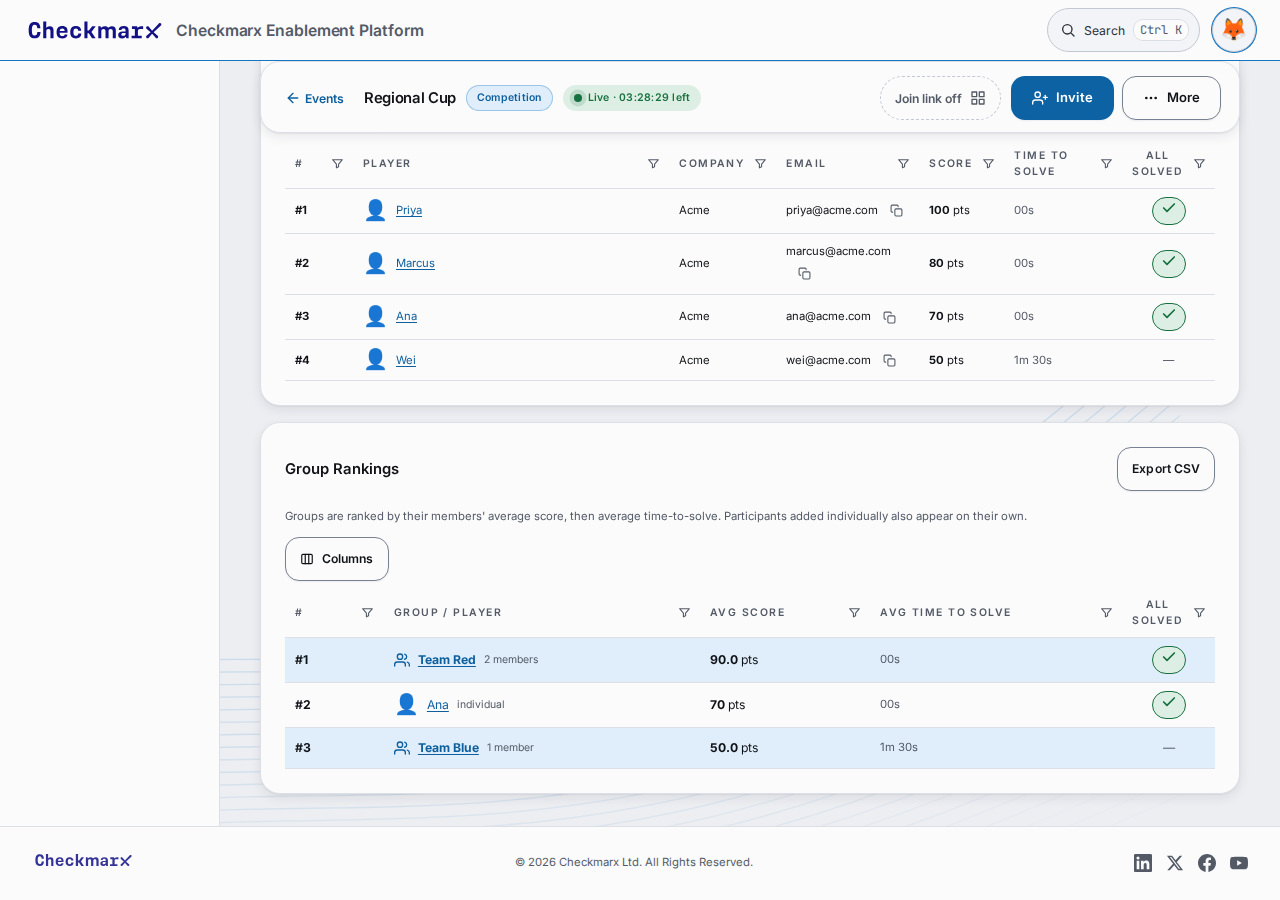 Checkmarx Checkmarx Enablement Platform Search Ctrl K
Events Regional Cup Competition Live · 03:28:29 left Join link off Invite More
# PLAYER COMPANY EMAIL SCORE TIME TO SOLVE ALL SOLVED
#1 Priya Acme priya@acme.com 100 pts 00s
#2 Marcus Acme marcus@acme.com 80 pts 00s
#3 Ana Acme ana@acme.com 70 pts 00s
#4 Wei Acme wei@acme.com 50 pts 1m 30s —
Group Rankings Export CSV
Groups are ranked by their members' average score, then average time-to-solve. Participants added individually also appear on their own.
Columns
# GROUP / PLAYER AVG SCORE AVG TIME TO SOLVE ALL SOLVED
#1 Team Red 2 members 90.0 pts 00s
#2 Ana individual 70 pts 00s
#3 Team Blue 1 member 50.0 pts 1m 30s —
Checkmarx © 2026 Checkmarx Ltd. All Rights Reserved.